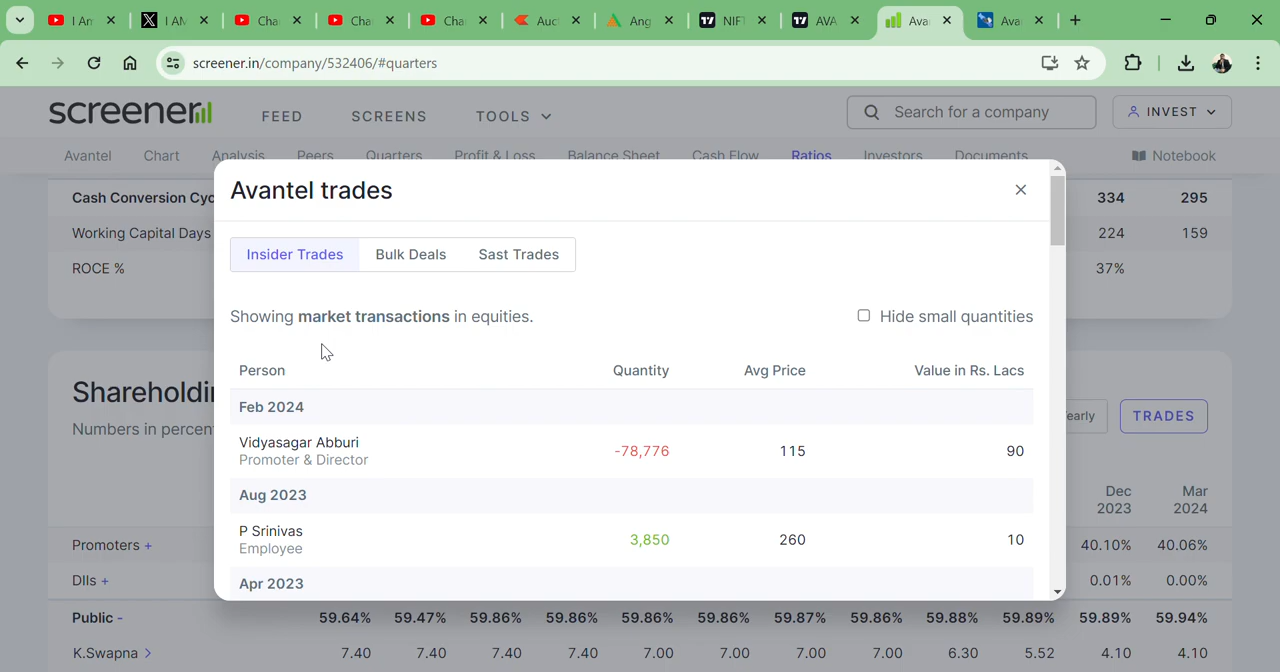 I Am
I AM
Cha
Cha
Cha
Auc
Ang
NIF
AVA
Ava
Ava
screener.in/company/532406/#quarters
screener
FEED
SCREENS
TOOLS
Search for a company
INVEST
Avantel
Chart
Analysis
Peers
Quarters
Profit & Loss
Balance Sheet
Cash Flow
Ratios
Investors
Documents
Notebook
Cash Conversion Cyc 334 295
Working Capital Days 224 159
ROCE % 37%
Avantel trades
Insider Trades
Bulk Deals
Sast Trades
Showing market transactions in equities.
Hide small quantities
Person Quantity Avg Price Value in Rs. Lacs
Feb 2024
Vidyasagar Abburi -78,776 115 90
Promoter & Director
Aug 2023
P Srinivas 3,850 260 10
Employee
Apr 2023
Shareholdin
Numbers in percen
early
TRADES
Dec 2023
Mar 2024
Promoters + 40.10% 40.06%
DIIs + 0.01% 0.00%
Public - 59.64% 59.47% 59.86% 59.86% 59.86% 59.86% 59.87% 59.86% 59.88% 59.89% 59.89% 59.94%
K.Swapna 7.40 7.40 7.40 7.40 7.00 7.00 7.00 7.00 6.30 5.52 4.10 4.10